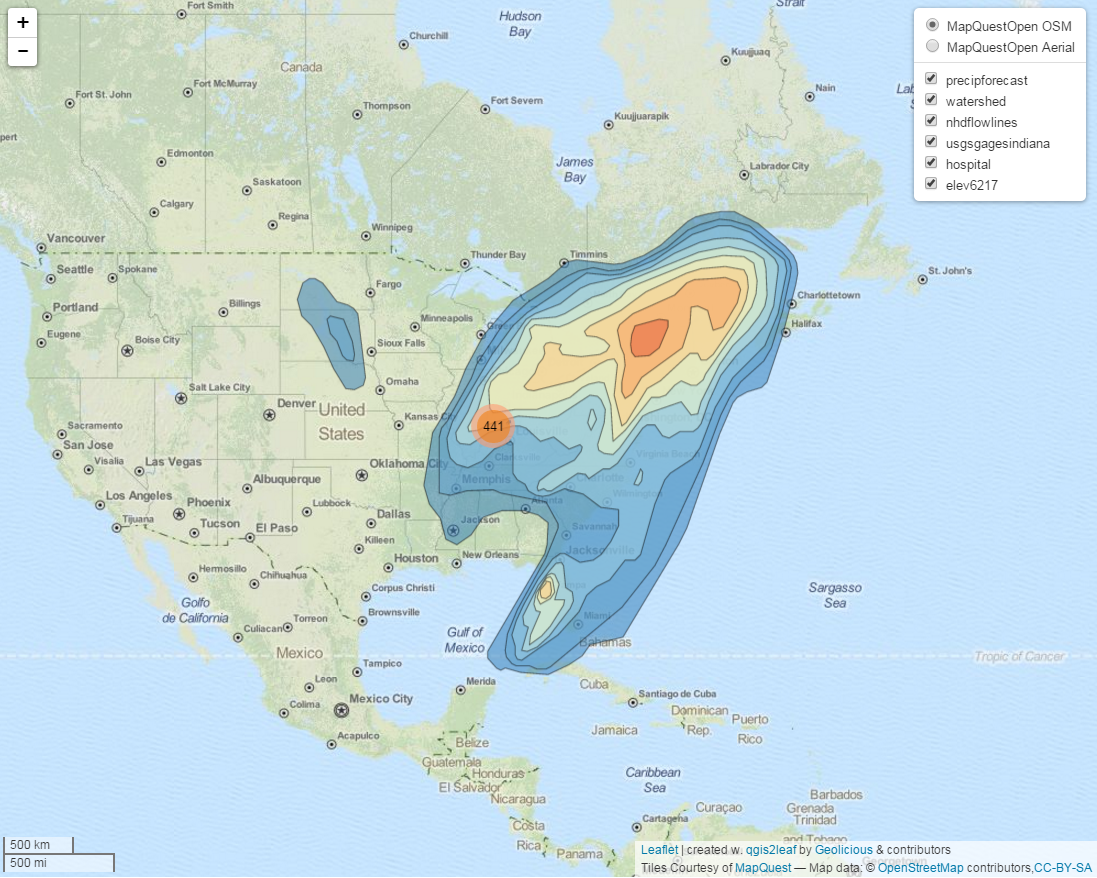 +
−
MapQuestOpen OSM
MapQuestOpen Aerial
precipforecast
watershed
nhdflowlines
usgsgagesindiana
hospital
elev6217
Fort Smith
Hudson
Bay
Strait
Churchill
Kuujjuaq
Canada
Fort McMurray
Fort St. John
Nain
Thompson
Fort Severn
Kuujjuarapik
Edmonton
James
Bay
Labrador City
Saskatoon
Calgary
Regina
Winnipeg
Vancouver
Thunder Bay
Timmins
Seattle
Spokane
St. John's
Fargo
Charlottetown
Billings
Portland
Minneapolis
Halifax
Eugene
Boise City
Sioux Falls
Salt Lake City
Omaha
Denver
United
States
Kansas
441
Sacramento
San Jose
Visalia
Las Vegas
Oklahoma City
Virginia Beach
Albuquerque
Memphis
Charlotte
Los Angeles
Phoenix
Lubbock
Wilmington
Atlanta
Tijuana
Tucson
El Paso
Dallas
Jackson
Savannah
Killeen
Jacksonville
Houston
New Orleans
Hermosillo
Chihuahua
Corpus Christi
Golfo
de California
Torreon
Brownsville
Miami
Sargasso
Sea
Culiacan
Gulf of
Mexico
Bahamas
Mexico
Tampico
Tropic of Cancer
Leon
Merida
Cuba
Colima
Mexico City
Santiago de Cuba
Dominican
Rep.
Puerto
Rico
Jamaica
Acapulco
Belize
Guatemala
Honduras
Caribbean
Sea
El Salvador
Nicaragua
Barbados
Curaçao
Grenada
Trinidad
and Tobago
Costa
Rica
Cartagena
Panama
Georgetown
500 km
500 mi
Leaflet | created w. qgis2leaf by Geolicious & contributors
Tiles Courtesy of MapQuest — Map data: © OpenStreetMap contributors,CC-BY-SA